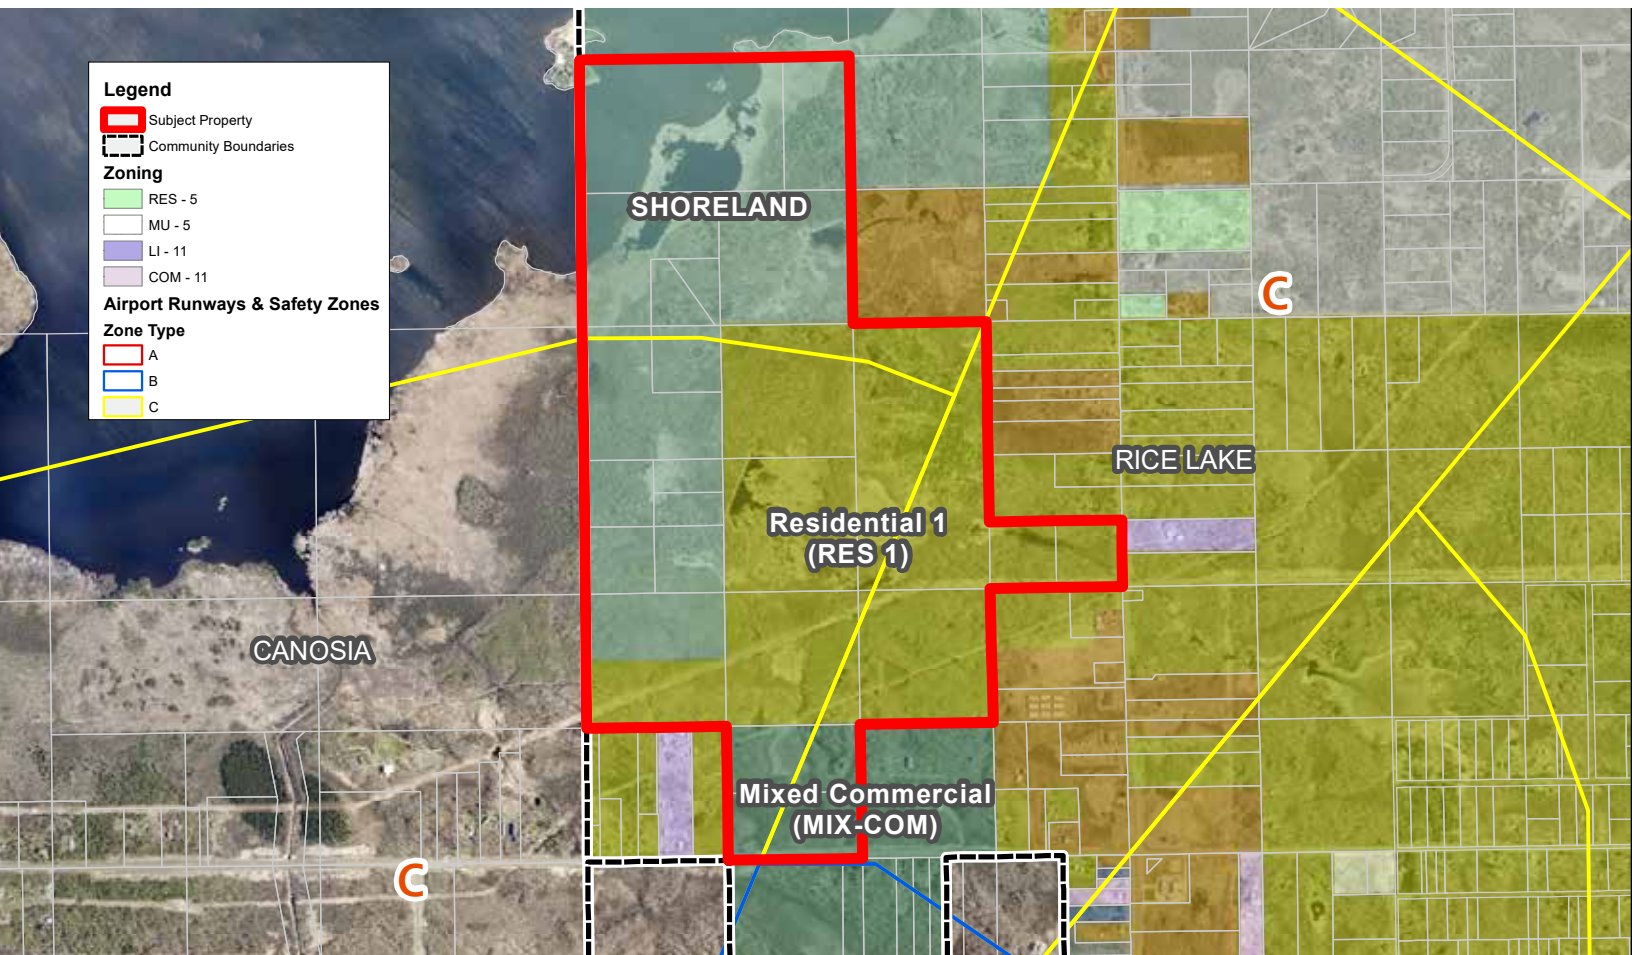 Legend
Subject Property
Community Boundaries
Zoning
RES - 5
MU - 5
LI - 11
COM - 11
Airport Runways & Safety Zones
Zone Type
A
B
C
SHORELAND
C
RICE LAKE
Residential 1
(RES 1)
CANOSIA
Mixed Commercial
(MIX-COM)
C